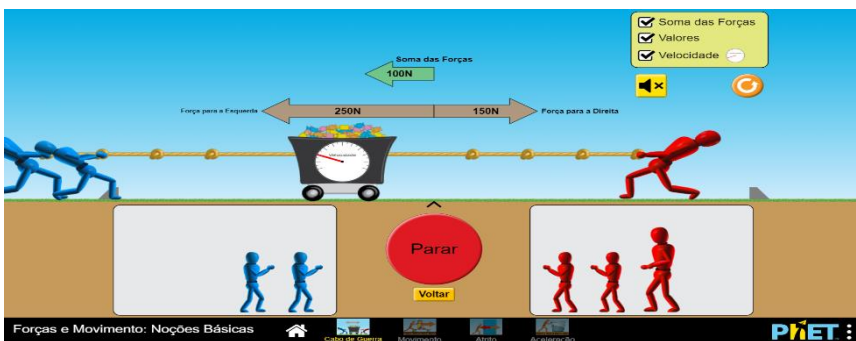 Soma das Forças
Valores
Velocidade
Soma das Forças
100N
Força para a Esquerda
250N
150N
Força para a Direita
Parar
Voltar
Forças e Movimento: Noções Básicas
Cabo de Guerra
Movimento
Atrito
Aceleração
PhET